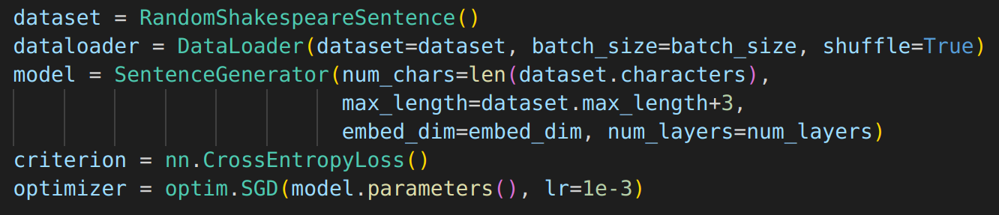 dataset = RandomShakespeareSentence()
dataloader = DataLoader(dataset=dataset, batch_size=batch_size, shuffle=True)
model = SentenceGenerator(num_chars=len(dataset.characters),
max_length=dataset.max_length+3,
embed_dim=embed_dim, num_layers=num_layers)
criterion = nn.CrossEntropyLoss()
optimizer = optim.SGD(model.parameters(), lr=1e-3)